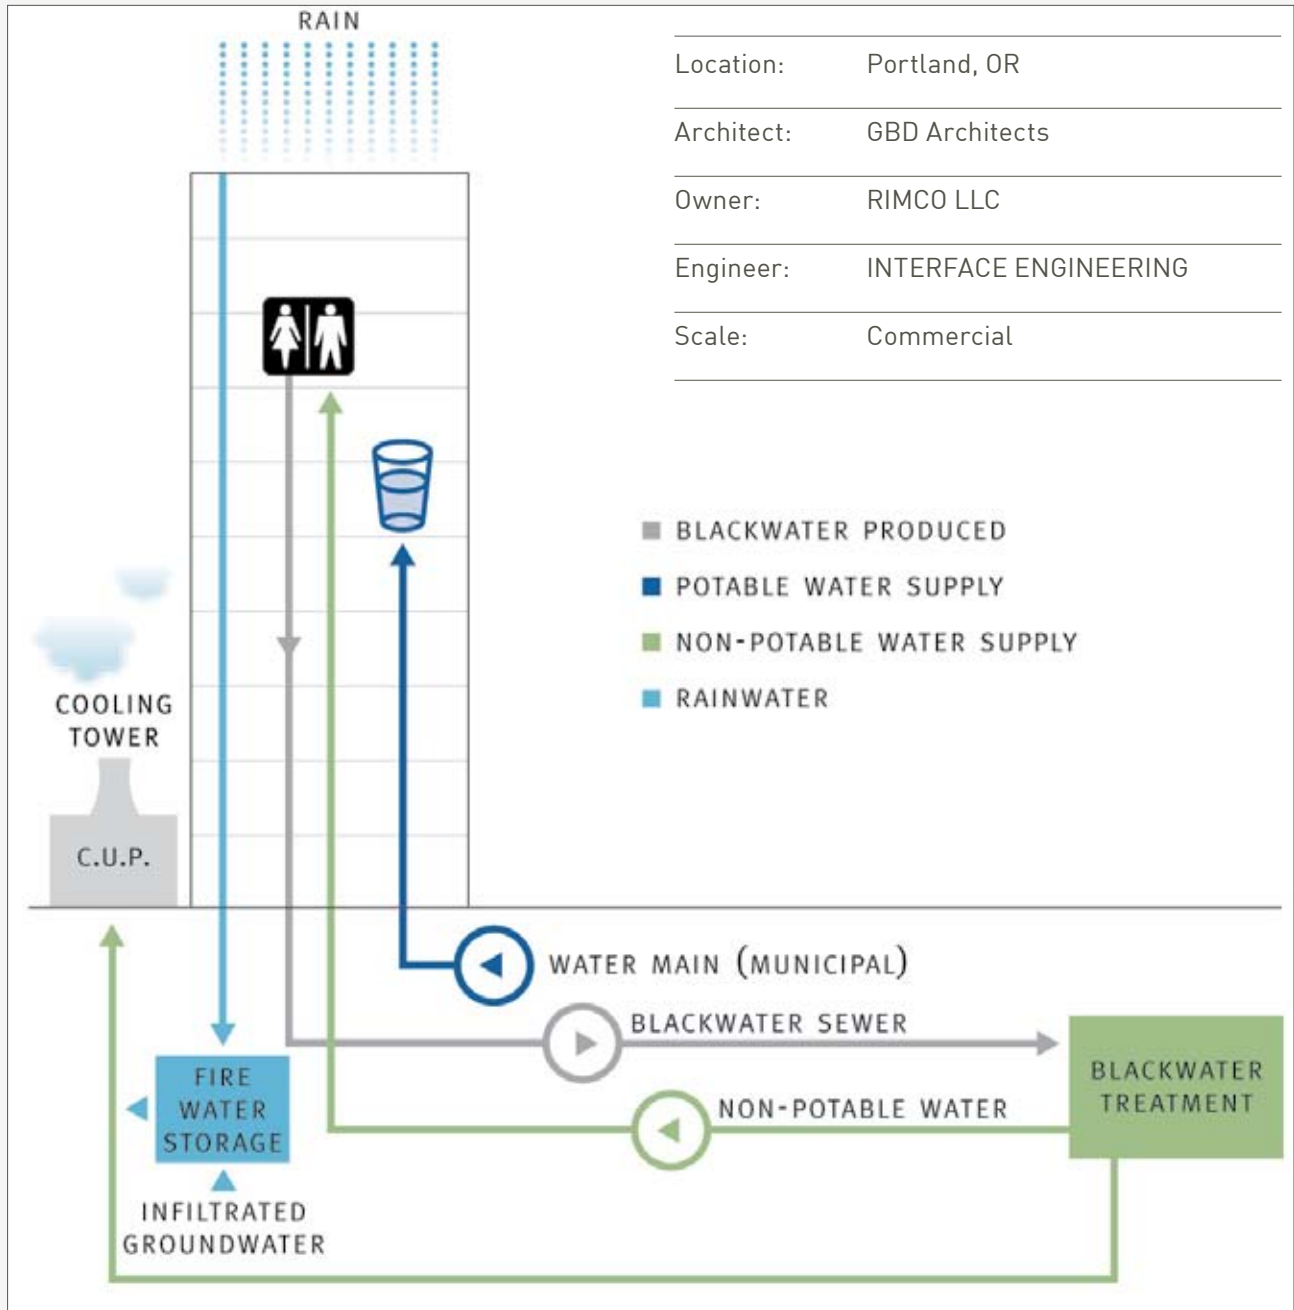 RAIN
Location: Portland, OR
Architect: GBD Architects
Owner: RIMCO LLC
Engineer: INTERFACE ENGINEERING
Scale: Commercial
BLACKWATER PRODUCED
POTABLE WATER SUPPLY
NON-POTABLE WATER SUPPLY
RAINWATER
COOLING
TOWER
C.U.P.
WATER MAIN (MUNICIPAL)
BLACKWATER SEWER
BLACKWATER
TREATMENT
NON-POTABLE WATER
FIRE
WATER
STORAGE
INFILTRATED
GROUNDWATER